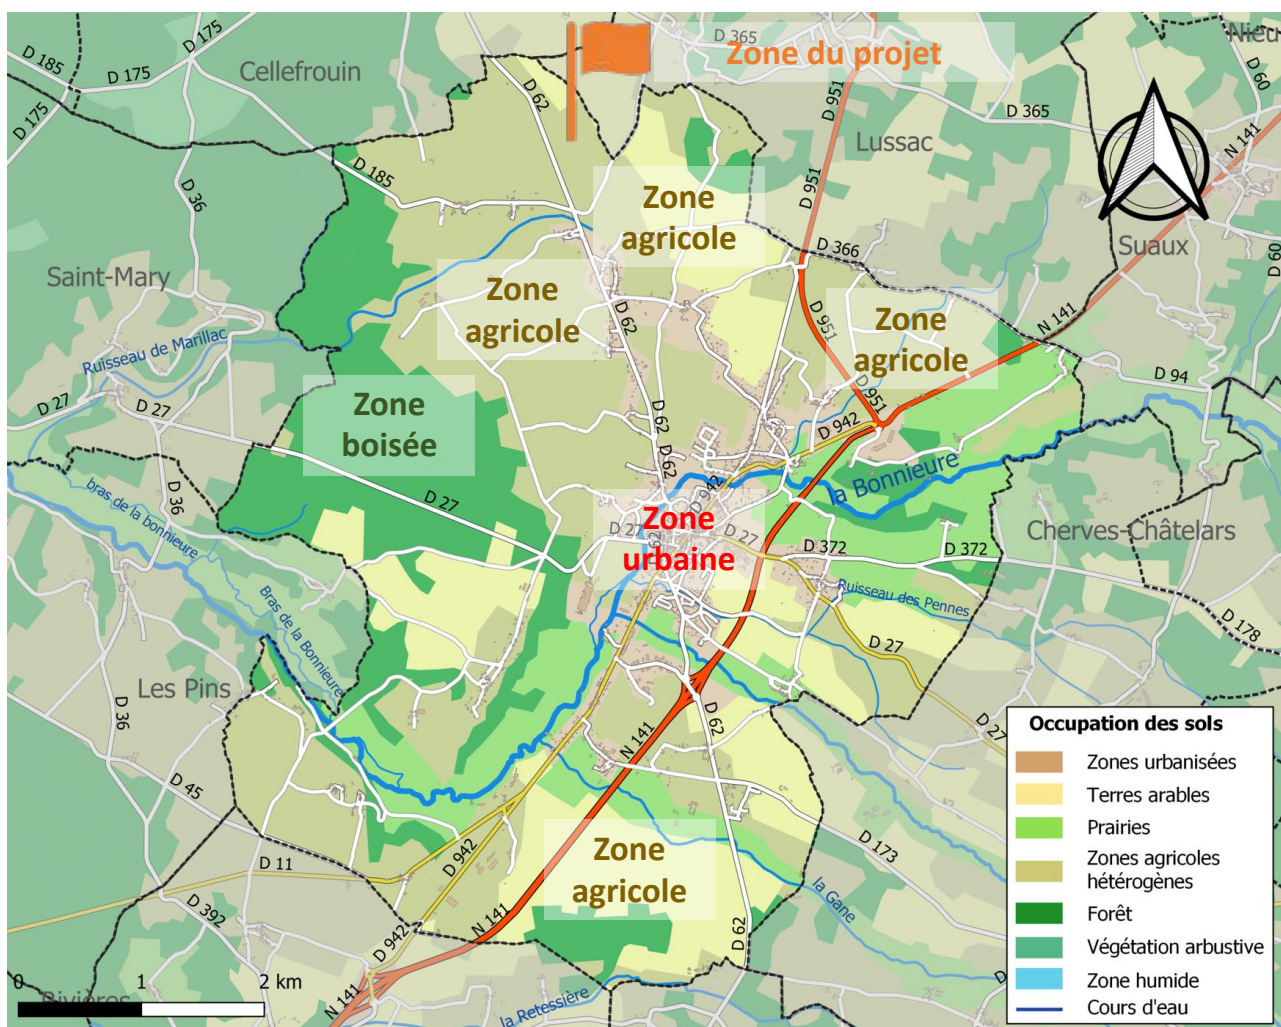 D 175
D 365
Nieu
D 185
D 175
Cellefrouin
D 62
Zone du projet
D 951
D 60
D 175
D 365
Lussac
N 141
D 185
D 36
D 951
Zone
agricole
D 366
Suaux
D 60
Saint-Mary
Zone
agricole
D 62
D 951
Zone
agricole
N 141
Ruisseau de Marillac
D 94
D 27
D 27
Zone
boisée
D 62
D 951
D 942
D 62
la Bonnieure
D 36
D 27
D 942
bras de la bonnieure
Zone
urbaine
D 27
D 27
62
D 372
D 372
Cherves-Châtelars
Ruisseau des Pennes
Bras de la Bonnieure
D 178
D 27
Les Pins
D 36
D 62
D 27
N 141
D 45
D 942
D 11
Zone
agricole
D 173
la Gane
D 392
D 942
N 141
D 62
D
N 141
la Retessière
Rivières
0 1 2 km
Occupation des sols
Zones urbanisées
Terres arables
Prairies
Zones agricoles
hétérogènes
Forêt
Végétation arbustive
Zone humide
Cours d'eau